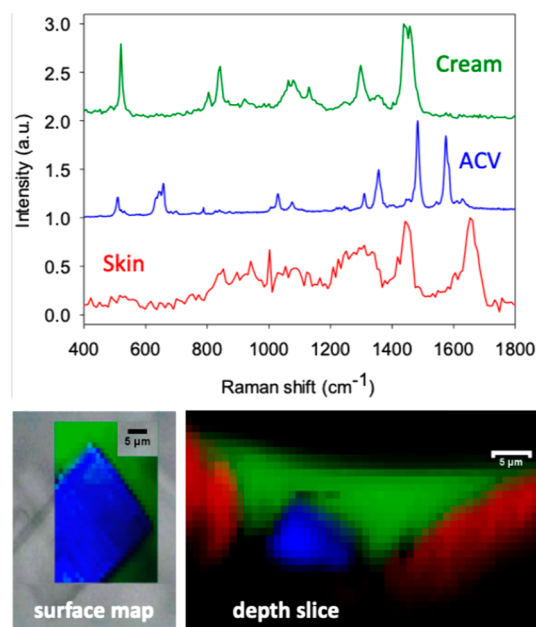 3.0
2.5
2.0
1.5
1.0
0.5
0.0
Intensity (a.u.)
Cream
ACV
Skin
400 600 800 1000 1200 1400 1600 1800
Raman shift (cm⁻¹)
5 µm
surface map
5 µm
depth slice